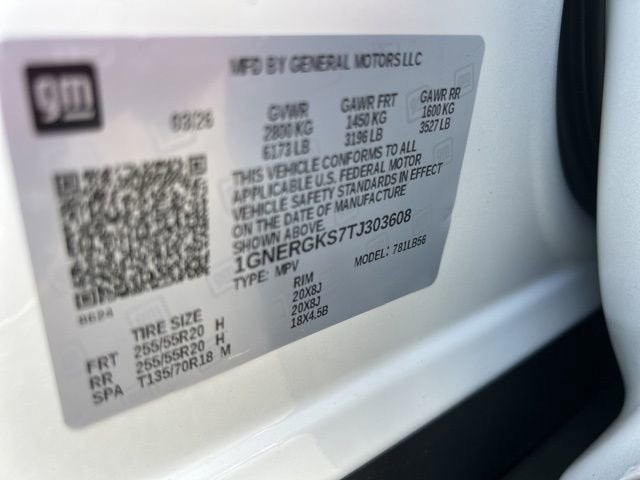 gm
MFD BY GENERAL MOTORS LLC
03/26
GVWR GAWR FRT GAWR RR
2800 KG 1450 KG 1600 KG
6173 LB 3196 LB 3527 LB
THIS VEHICLE CONFORMS TO ALL
APPLICABLE U.S. FEDERAL MOTOR
VEHICLE SAFETY STANDARDS IN EFFECT
ON THE DATE OF MANUFACTURE
SHOWN ABOVE.
1GNERGKS7TJ303608
TYPE: MPV MODEL: 781LB56
TIRE SIZE RIM
FRT 255/55R20 H 20X8J
RR 255/55R20 H 20X8J
SPA T135/70R18 M 18X4.5B